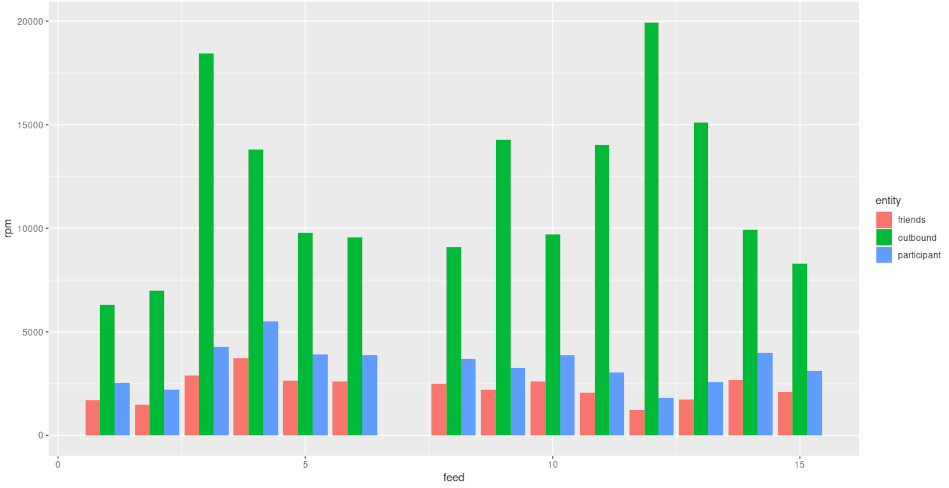 20000
15000
10000
5000
0
rpm
0 5 10 15
feed
entity
friends
outbound
participant